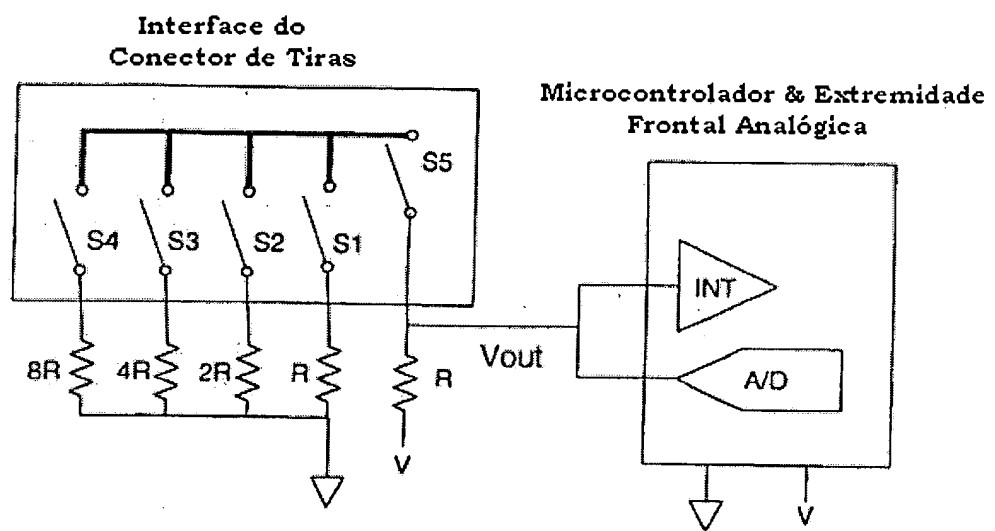 Interface do
Conector de Tiras
Microcontrolador & Extremidade
Frontal Analógica
S5
S4
S3
S2
S1
INT
8R
4R
2R
R
R
Vout
A/D
V
V